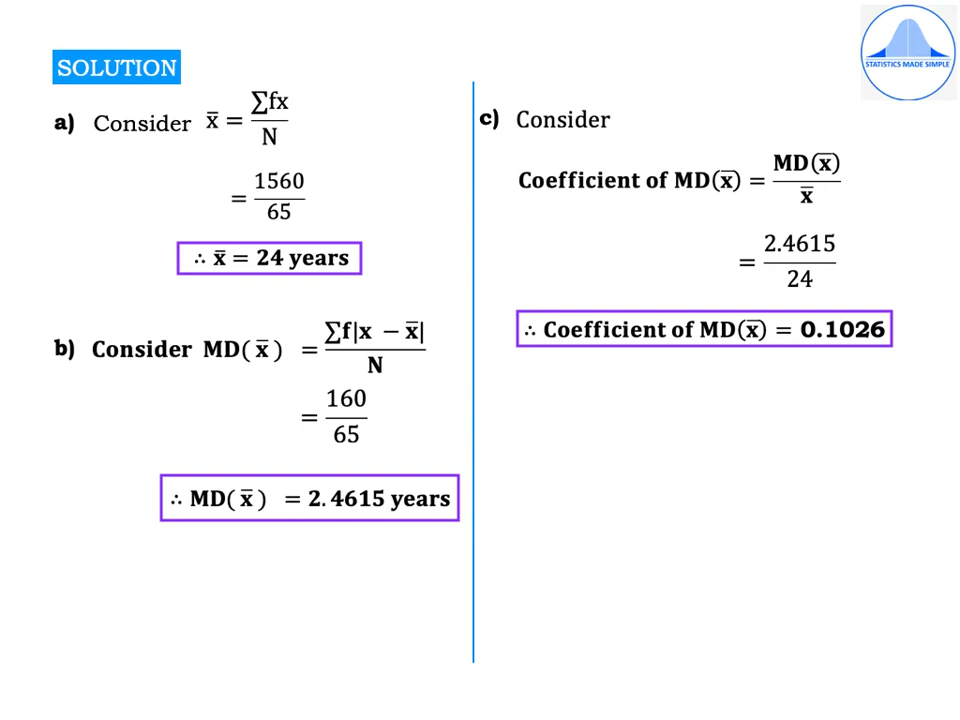 STATISTICS MADE SIMPLE
SOLUTION
a) Consider x̄ = ∑fx / N
= 1560 / 65
∴ x̄ = 24 years
b) Consider MD( x̄ ) = ∑f|x − x̄| / N
= 160 / 65
∴ MD( x̄ ) = 2.4615 years
c) Consider
Coefficient of MD(x̄) = MD(x̄) / x̄
= 2.4615 / 24
∴ Coefficient of MD(x̄) = 0.1026